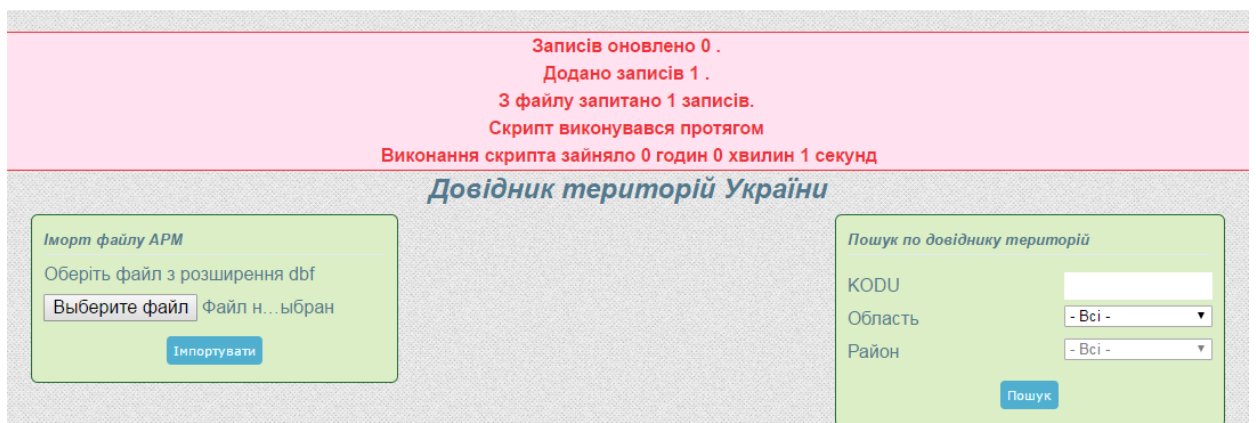 Записів оновлено 0 .
Додано записів 1 .
З файлу запитано 1 записів.
Скрипт виконувався протягом
Виконання скрипта зайняло 0 годин 0 хвилин 1 секунд
Довідник територій України
Іморт файлу АРМ
Оберіть файл з розширення dbf
Выберите файл Файл н...ыбран
Імпортувати
Пошук по довіднику територій
KODU
Область - Всі -
Район - Всі -
Пошук